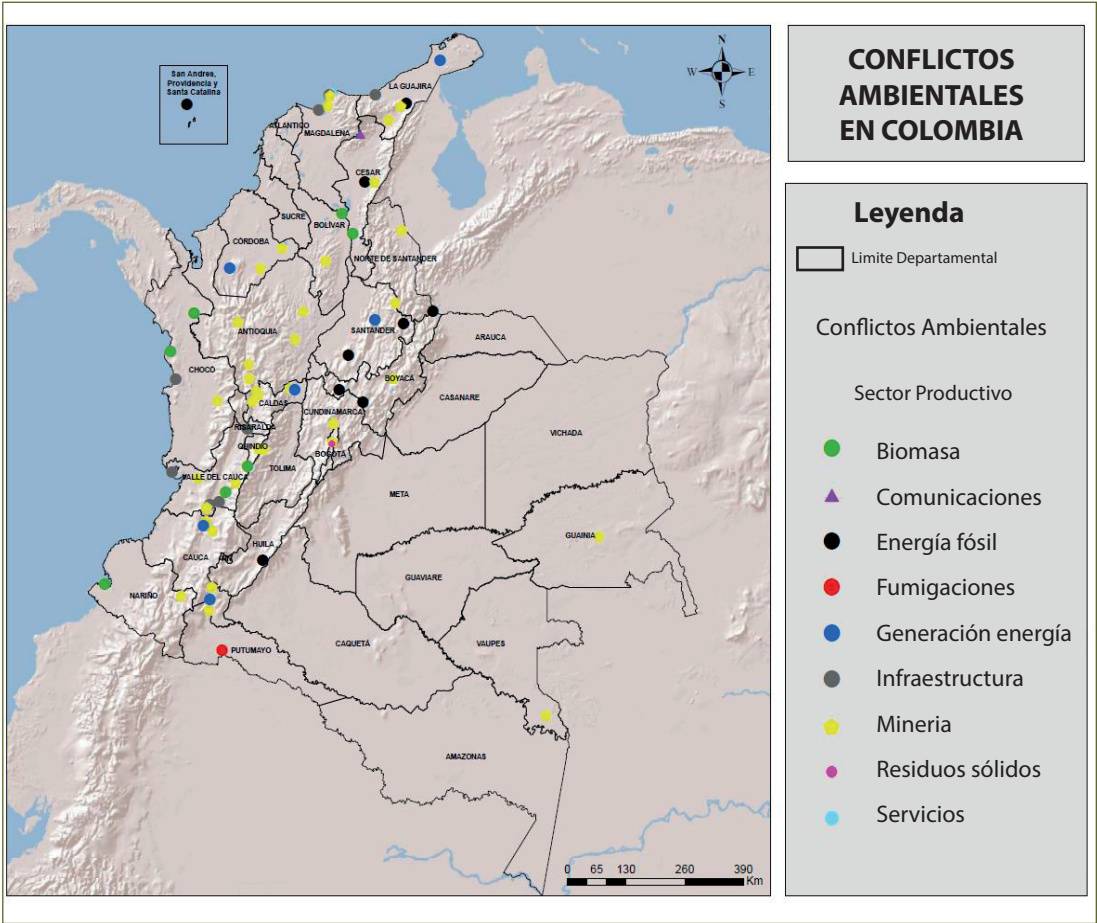 CONFLICTOS
AMBIENTALES
EN COLOMBIA
N
W
E
S
San Andres,
Providencia y
Santa Catalina
LA GUAJIRA
ATLANTICO
MAGDALENA
CESAR
SUCRE
BOLÍVAR
CÓRDOBA
NORTE DE SANTANDER
ANTIOQUIA
SANTANDER
ARAUCA
CHOCO
BOYACA
CASANARE
CALDAS
CUNDINAMARCA
RISARALDA
VICHADA
QUINDIO
BOGOTA
TOLIMA
VALLE DEL CAUCA
META
GUAINIA
HUILA
CAUCA
GUAVIARE
NARIÑO
CAQUETÁ
VAUPES
PUTUMAYO
AMAZONAS
0 65 130 260 390
Km
Leyenda
Limite Departamental
Conflictos Ambientales
Sector Productivo
Biomasa
Comunicaciones
Energía fósil
Fumigaciones
Generación energía
Infraestructura
Mineria
Residuos sólidos
Servicios